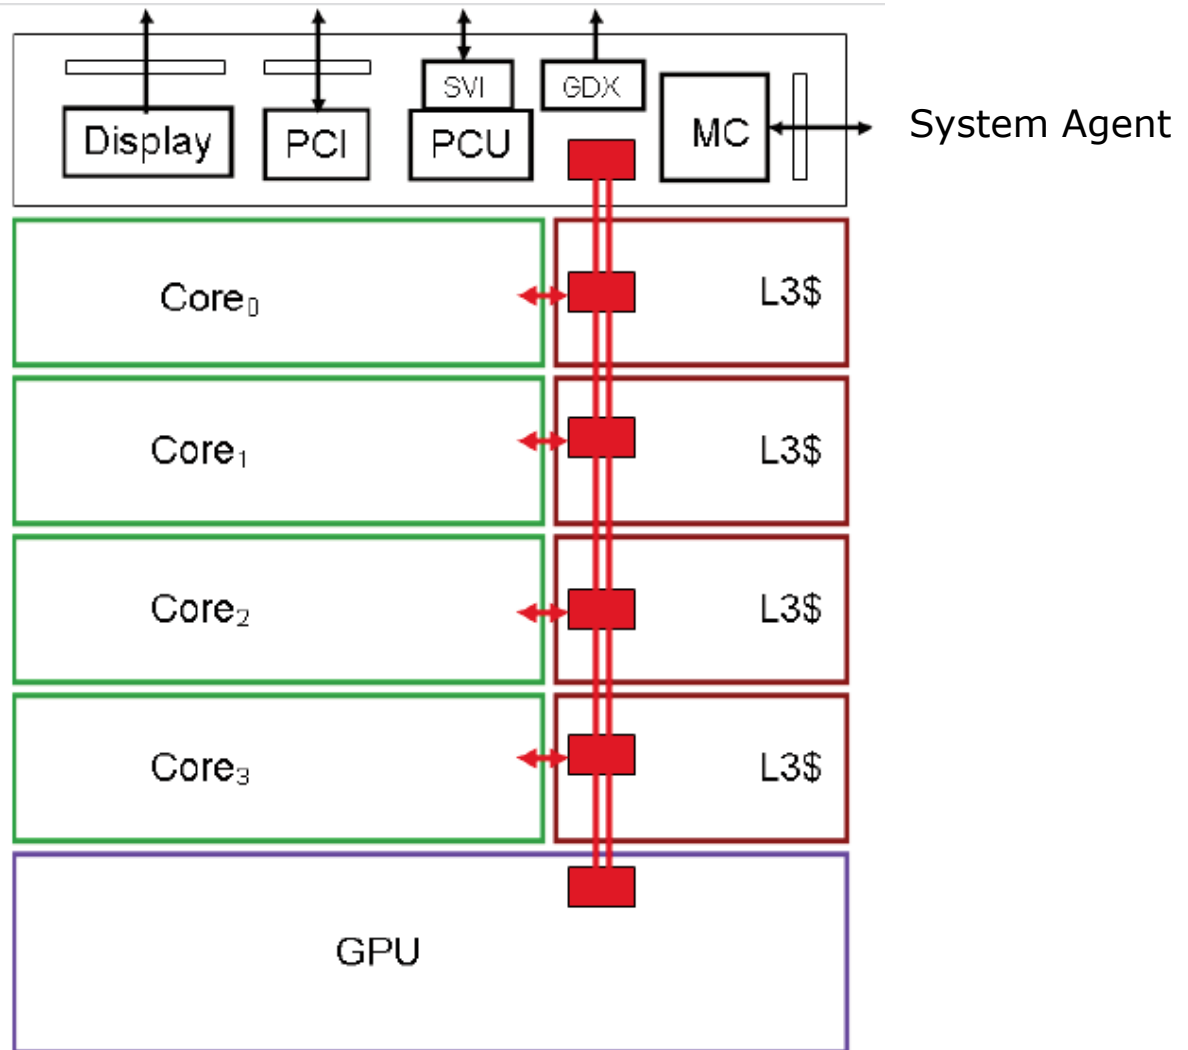 SVI
GDX
Display
PCI
PCU
MC
System Agent
Core₀
L3$
Core₁
L3$
Core₂
L3$
Core₃
L3$
GPU